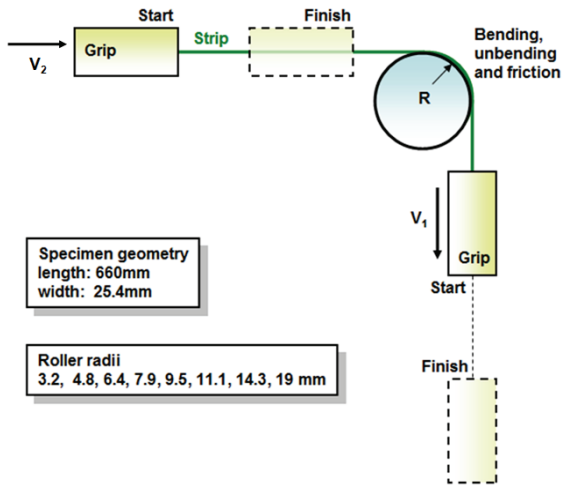 Start
Finish
Bending,
unbending
and friction
Strip
Grip
V2
R
V1
Grip
Start
Specimen geometry
length: 660mm
width: 25.4mm
Roller radii
3.2, 4.8, 6.4, 7.9, 9.5, 11.1, 14.3, 19 mm
Finish